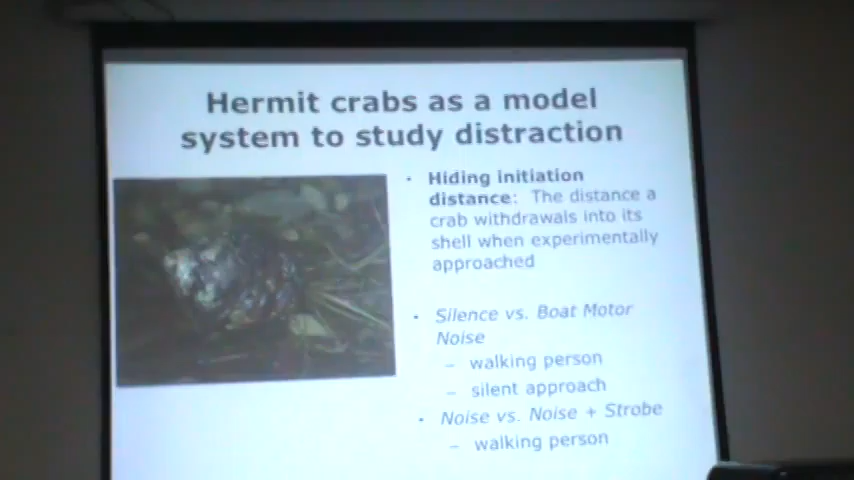 Hermit crabs as a model
system to study distraction
• Hiding initiation
distance: The distance a
crab withdrawals into its
shell when experimentally
approached
• Silence vs. Boat Motor
Noise
– walking person
– silent approach
• Noise vs. Noise + Strobe
– walking person